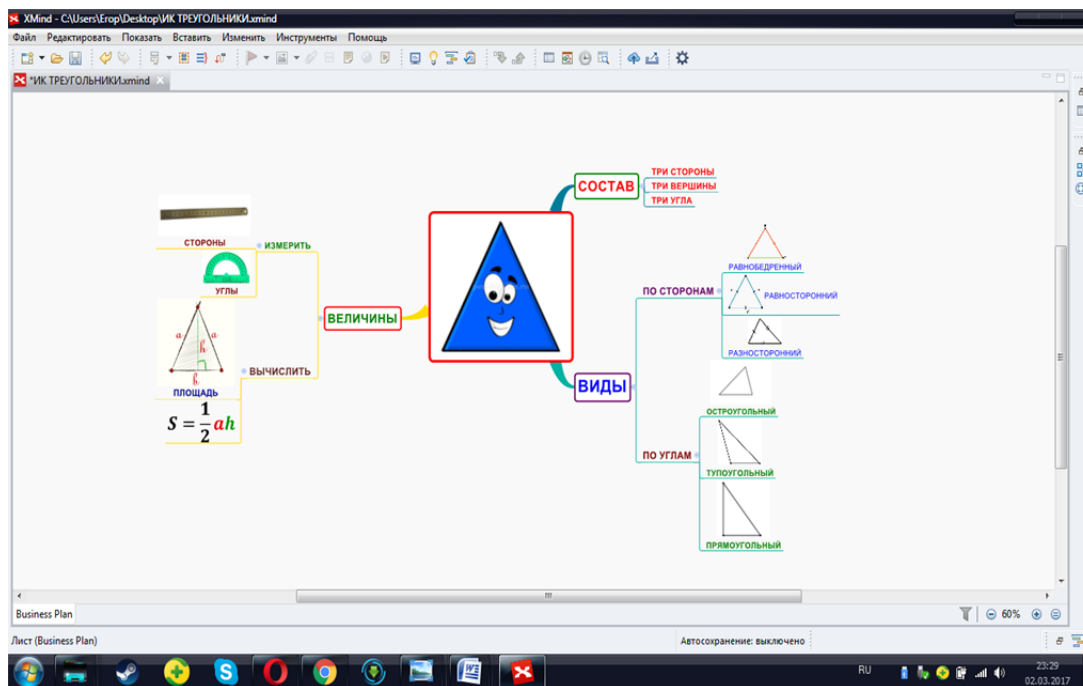 XMind - C:\Users\Егор\Desktop\ИК ТРЕУГОЛЬНИКИ.xmind
Файл Редактировать Показать Вставить Изменить Инструменты Помощь
*ИК ТРЕУГОЛЬНИКИ.xmind
СОСТАВ
ТРИ СТОРОНЫ
ТРИ ВЕРШИНЫ
ТРИ УГЛА
СТОРОНЫ
ИЗМЕРИТЬ
УГЛЫ
ВЕЛИЧИНЫ
a a
h
ВЫЧИСЛИТЬ
ПЛОЩАДЬ
S = 1/2 ah
ВИДЫ
ПО СТОРОНАМ
РАВНОБЕДРЕННЫЙ
РАВНОСТОРОННИЙ
РАЗНОСТОРОННИЙ
ПО УГЛАМ
ОСТРОУГОЛЬНЫЙ
ТУПОУГОЛЬНЫЙ
ПРЯМОУГОЛЬНЫЙ
Business Plan
60%
Лист (Business Plan)
Автосохранение: выключено
RU
23:29
02.03.2017